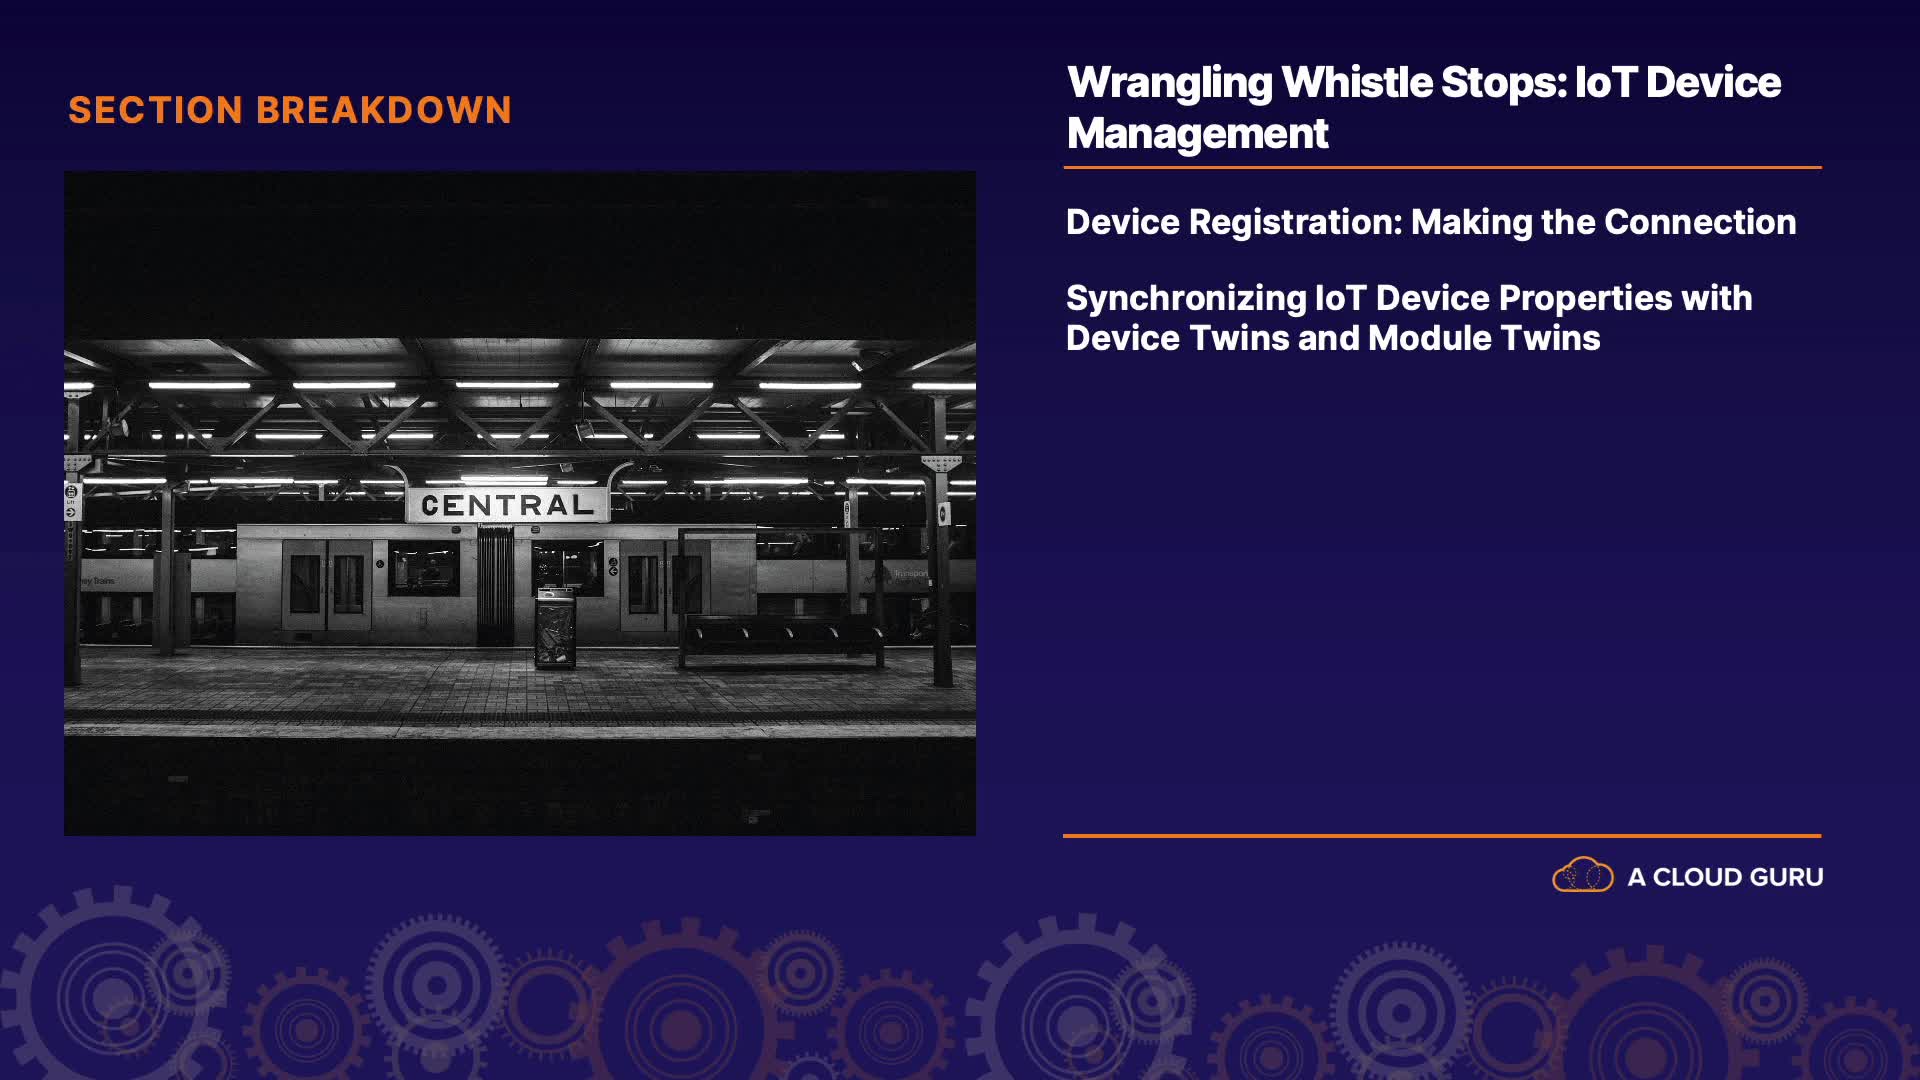 SECTION BREAKDOWN
CENTRAL
Wrangling Whistle Stops: IoT Device
Management
Device Registration: Making the Connection
Synchronizing IoT Device Properties with
Device Twins and Module Twins
A CLOUD GURU